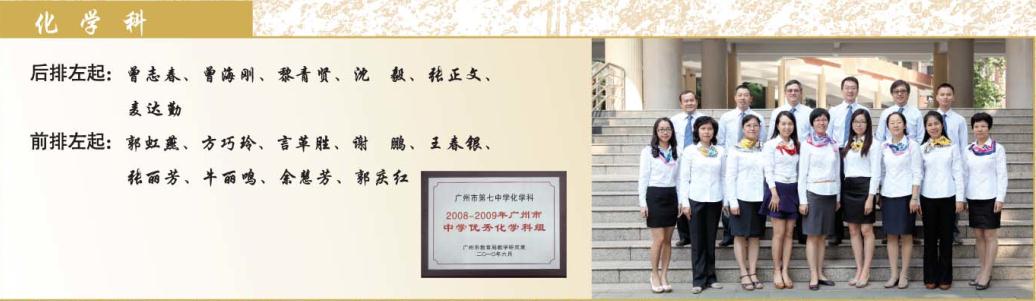 化学科
后排左起：曾志春、曾海刚、黎青贤、沈　毅、张正文、
麦达勤
前排左起：郭虹燕、方巧玲、言革胜、谢　鹏、王春银、
张丽芳、牛丽鸣、余慧芳、郭庆红
广州市第七中学化学科
2008-2009年广州市
中学优秀化学科组
广州市教育局教学研究室
二〇一〇年六月